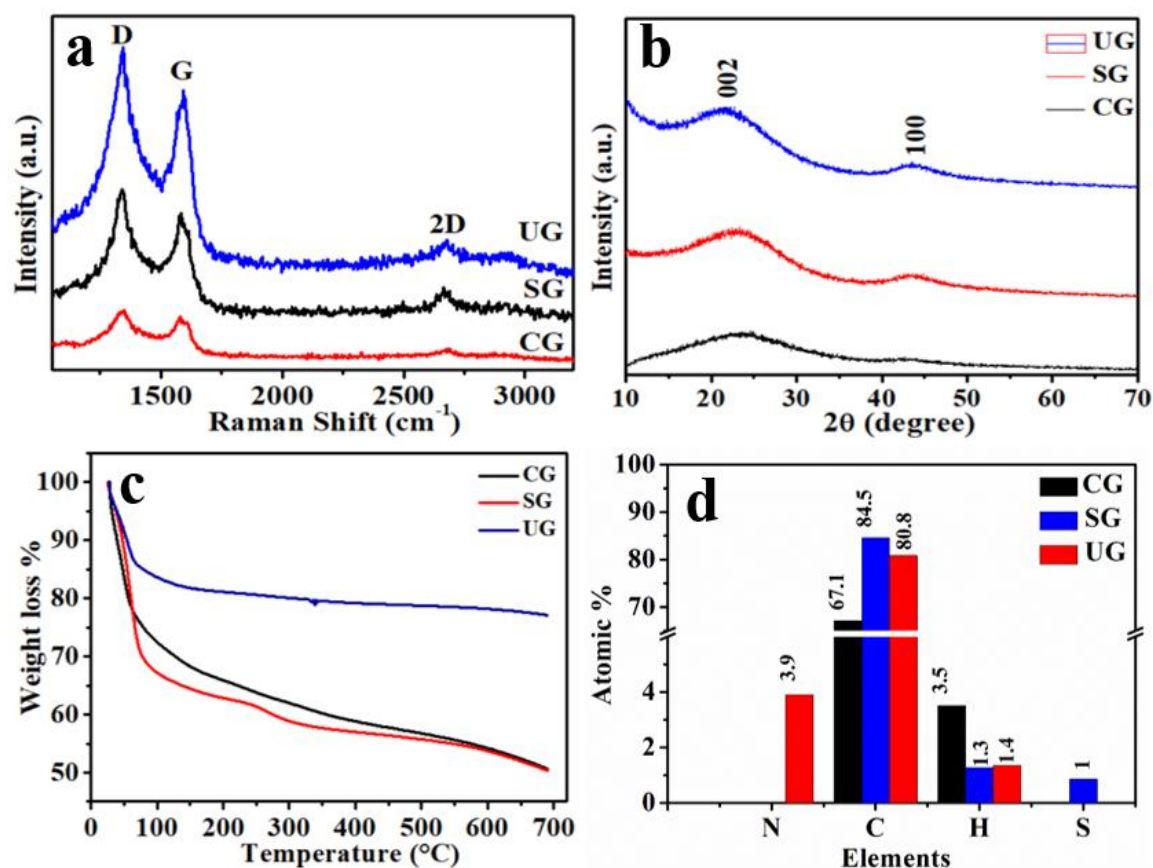 a
D
G
2D
UG
SG
CG
Intensity (a.u.)
1500
2000
2500
3000
Raman Shift (cm⁻¹)
b
UG
SG
CG
002
100
Intensity (a.u.)
10
20
30
40
50
60
70
2θ (degree)
c
CG
SG
UG
Weight loss %
100
90
80
70
60
50
0
100
200
300
400
500
600
700
Temperature (°C)
d
CG
SG
UG
Atomic %
100
90
80
70
4
2
0
3.9
67.1
84.5
80.8
3.5
1.3
1.4
1
N
C
H
S
Elements